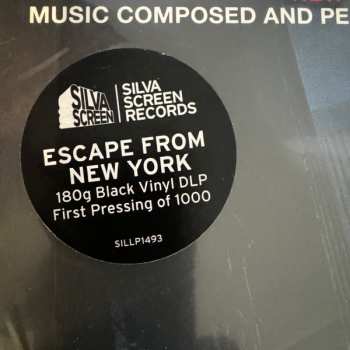 MUSIC COMPOSED AND PE
SILVA
SCREEN
SILVA
SCREEN
RECORDS
ESCAPE FROM
NEW YORK
180g Black Vinyl DLP
First Pressing of 1000
SILLP1493